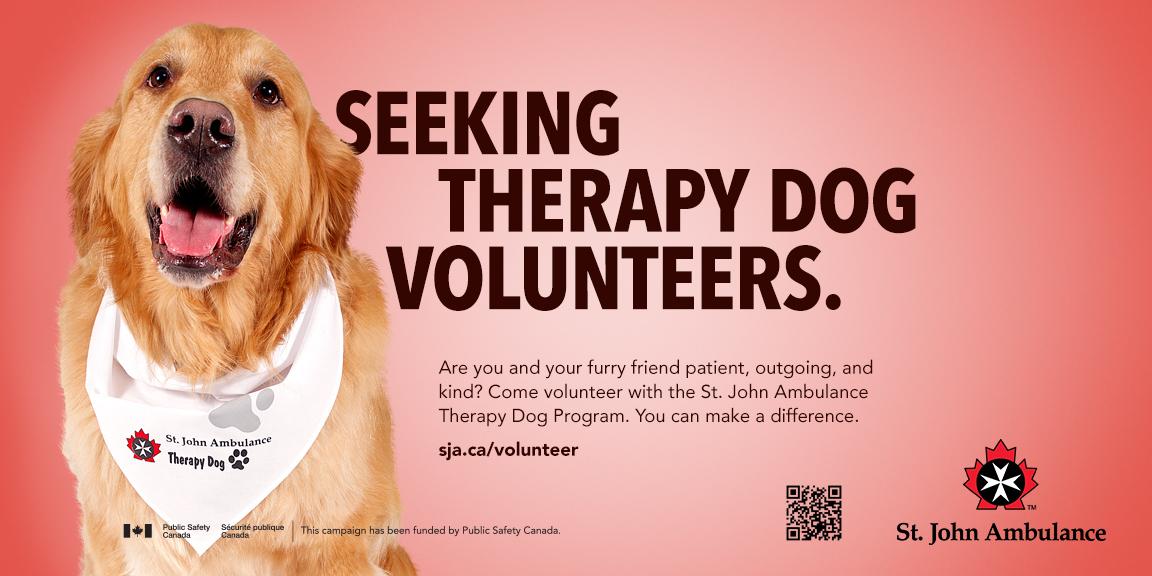 SEEKING
THERAPY DOG
VOLUNTEERS.
Are you and your furry friend patient, outgoing, and
kind? Come volunteer with the St. John Ambulance
Therapy Dog Program. You can make a difference.
sja.ca/volunteer
St. John Ambulance
Therapy Dog
Public Safety
Canada
Sécurité publique
Canada
This campaign has been funded by Public Safety Canada.
TM
St. John Ambulance